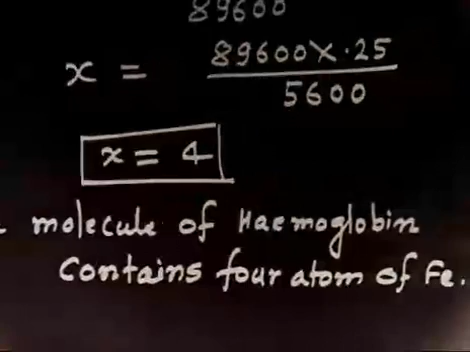 89600
x = 89600 X .25
5600
x = 4
molecule of Haemoglobin
Contains four atom of Fe.